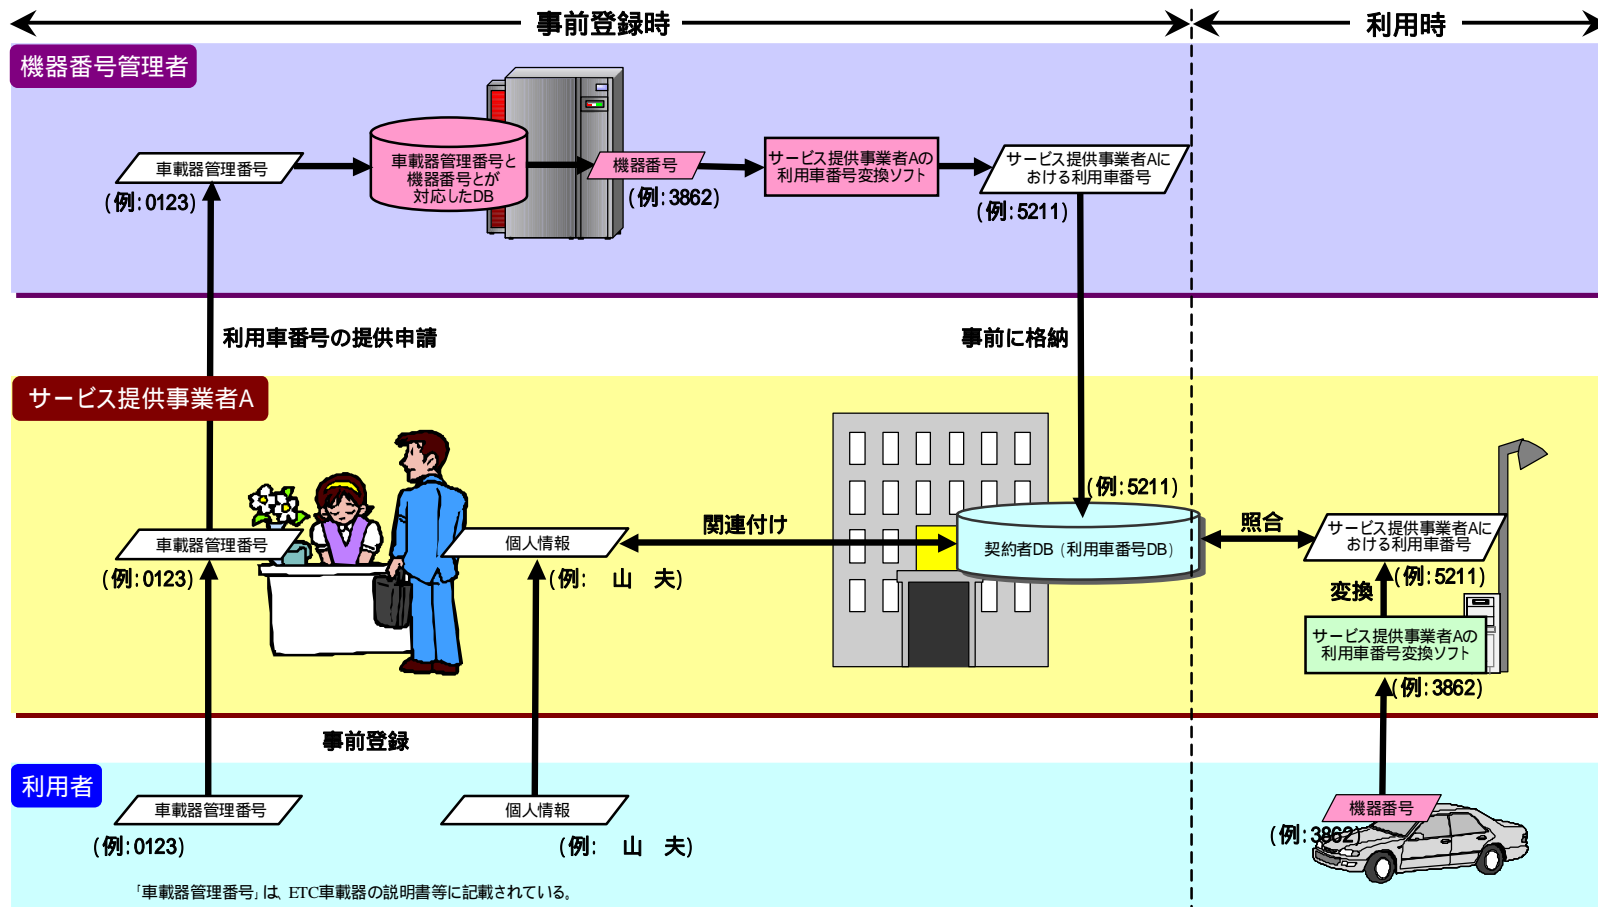 事前登録時
利用時
機器番号管理者
車載器管理番号
(例:0123)
車載器管理番号と
機器番号とが
対応したDB
機器番号
(例:3862)
サービス提供事業者Aの
利用車番号変換ソフト
サービス提供事業者Aに
おける利用車番号
(例:5211)
利用車番号の提供申請
事前に格納
サービス提供事業者A
車載器管理番号
(例:0123)
個人情報
(例:　山　夫)
関連付け
(例:5211)
契約者DB(利用車番号DB)
照合
サービス提供事業者Aに
おける利用車番号
(例:5211)
変換
サービス提供事業者Aの
利用車番号変換ソフト
(例:3862)
事前登録
利用者
車載器管理番号
(例:0123)
個人情報
(例:　山　夫)
機器番号
(例:3862)
「車載器管理番号」は、ETC車載器の説明書等に記載されている。